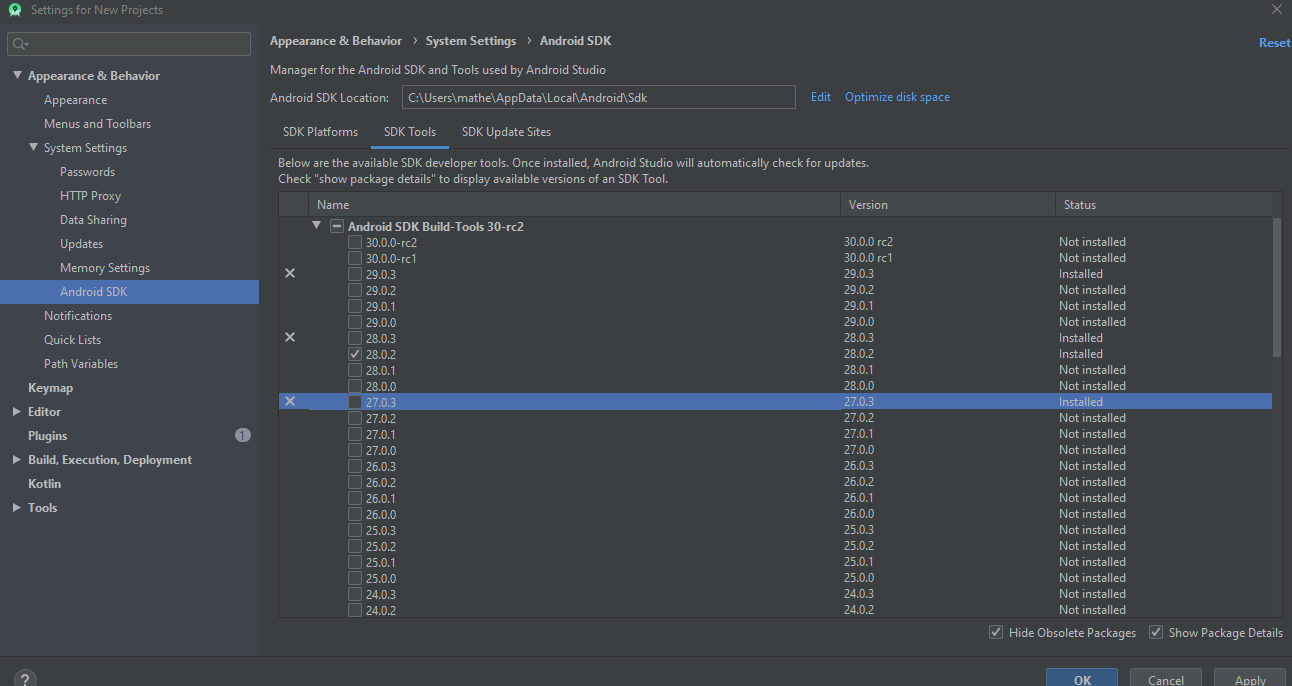 Settings for New Projects
Appearance & Behavior
Appearance
Menus and Toolbars
System Settings
Passwords
HTTP Proxy
Data Sharing
Updates
Memory Settings
Android SDK
Notifications
Quick Lists
Path Variables
Keymap
Editor
Plugins 1
Build, Execution, Deployment
Kotlin
Tools
Appearance & Behavior › System Settings › Android SDK
Reset
Manager for the Android SDK and Tools used by Android Studio
Android SDK Location: C:\Users\mathe\AppData\Local\Android\Sdk Edit Optimize disk space
SDK Platforms SDK Tools SDK Update Sites
Below are the available SDK developer tools. Once installed, Android Studio will automatically check for updates.
Check "show package details" to display available versions of an SDK Tool.
Name Version Status
Android SDK Build-Tools 30-rc2
30.0.0-rc2 30.0.0 rc2 Not installed
30.0.0-rc1 30.0.0 rc1 Not installed
29.0.3 29.0.3 Installed
29.0.2 29.0.2 Not installed
29.0.1 29.0.1 Not installed
29.0.0 29.0.0 Not installed
28.0.3 28.0.3 Installed
28.0.2 28.0.2 Installed
28.0.1 28.0.1 Not installed
28.0.0 28.0.0 Not installed
27.0.3 27.0.3 Installed
27.0.2 27.0.2 Not installed
27.0.1 27.0.1 Not installed
27.0.0 27.0.0 Not installed
26.0.3 26.0.3 Not installed
26.0.2 26.0.2 Not installed
26.0.1 26.0.1 Not installed
26.0.0 26.0.0 Not installed
25.0.3 25.0.3 Not installed
25.0.2 25.0.2 Not installed
25.0.1 25.0.1 Not installed
25.0.0 25.0.0 Not installed
24.0.3 24.0.3 Not installed
24.0.2 24.0.2 Not installed
Hide Obsolete Packages Show Package Details
? OK Cancel Apply